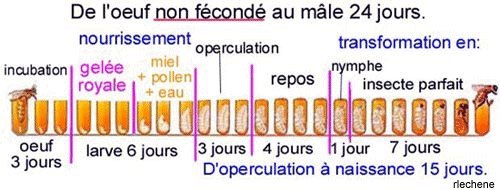 De l'oeuf non fécondé au mâle 24 jours.
nourrissement
operculation
transformation en:
incubation
gelée
royale
miel
+ pollen
+ eau
repos
nymphe
insecte parfait
oeuf
3 jours
larve 6 jours
3 jours
4 jours
1 jour
7 jours
D'operculation à naissance 15 jours.
rlechene